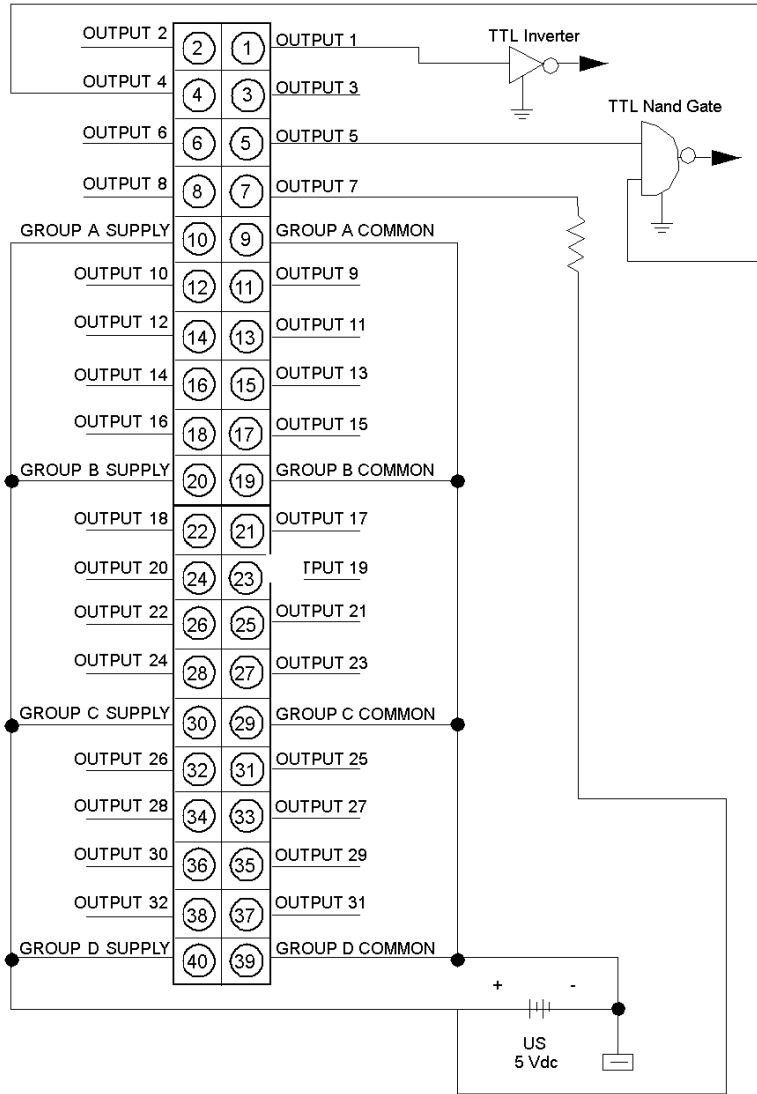 OUTPUT 2
2
1
OUTPUT 1
TTL Inverter
OUTPUT 4
4
3
OUTPUT 3
TTL Nand Gate
OUTPUT 6
6
5
OUTPUT 5
OUTPUT 8
8
7
OUTPUT 7
GROUP A SUPPLY
10
9
GROUP A COMMON
OUTPUT 10
12
11
OUTPUT 9
OUTPUT 12
14
13
OUTPUT 11
OUTPUT 14
16
15
OUTPUT 13
OUTPUT 16
18
17
OUTPUT 15
GROUP B SUPPLY
20
19
GROUP B COMMON
OUTPUT 18
22
21
OUTPUT 17
OUTPUT 20
24
23
TPUT 19
OUTPUT 22
26
25
OUTPUT 21
OUTPUT 24
28
27
OUTPUT 23
GROUP C SUPPLY
30
29
GROUP C COMMON
OUTPUT 26
32
31
OUTPUT 25
OUTPUT 28
34
33
OUTPUT 27
OUTPUT 30
36
35
OUTPUT 29
OUTPUT 32
38
37
OUTPUT 31
GROUP D SUPPLY
40
39
GROUP D COMMON
+ -
US
5 Vdc